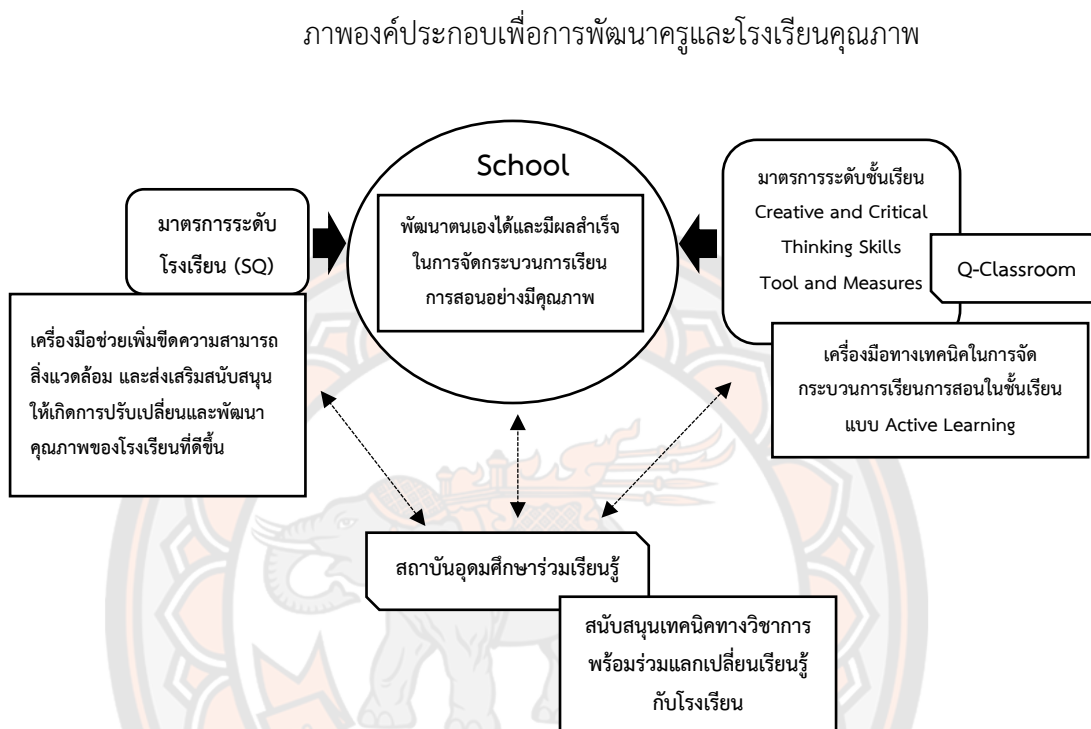 ภาพองค์ประกอบเพื่อการพัฒนาครูและโรงเรียนคุณภาพ
School
พัฒนาตนเองได้และมีผลสำเร็จ
ในการจัดกระบวนการเรียน
การสอนอย่างมีคุณภาพ
มาตรการระดับ
โรงเรียน (SQ)
เครื่องมือช่วยเพิ่มขีดความสามารถ
สิ่งแวดล้อม และส่งเสริมสนับสนุน
ให้เกิดการปรับเปลี่ยนและพัฒนา
คุณภาพของโรงเรียนที่ดีขึ้น
มาตรการระดับชั้นเรียน
Creative and Critical
Thinking Skills
Tool and Measures
Q-Classroom
เครื่องมือทางเทคนิคในการจัด
กระบวนการเรียนการสอนในชั้นเรียน
แบบ Active Learning
สถาบันอุดมศึกษาร่วมเรียนรู้
สนับสนุนเทคนิคทางวิชาการ
พร้อมร่วมแลกเปลี่ยนเรียนรู้
กับโรงเรียน